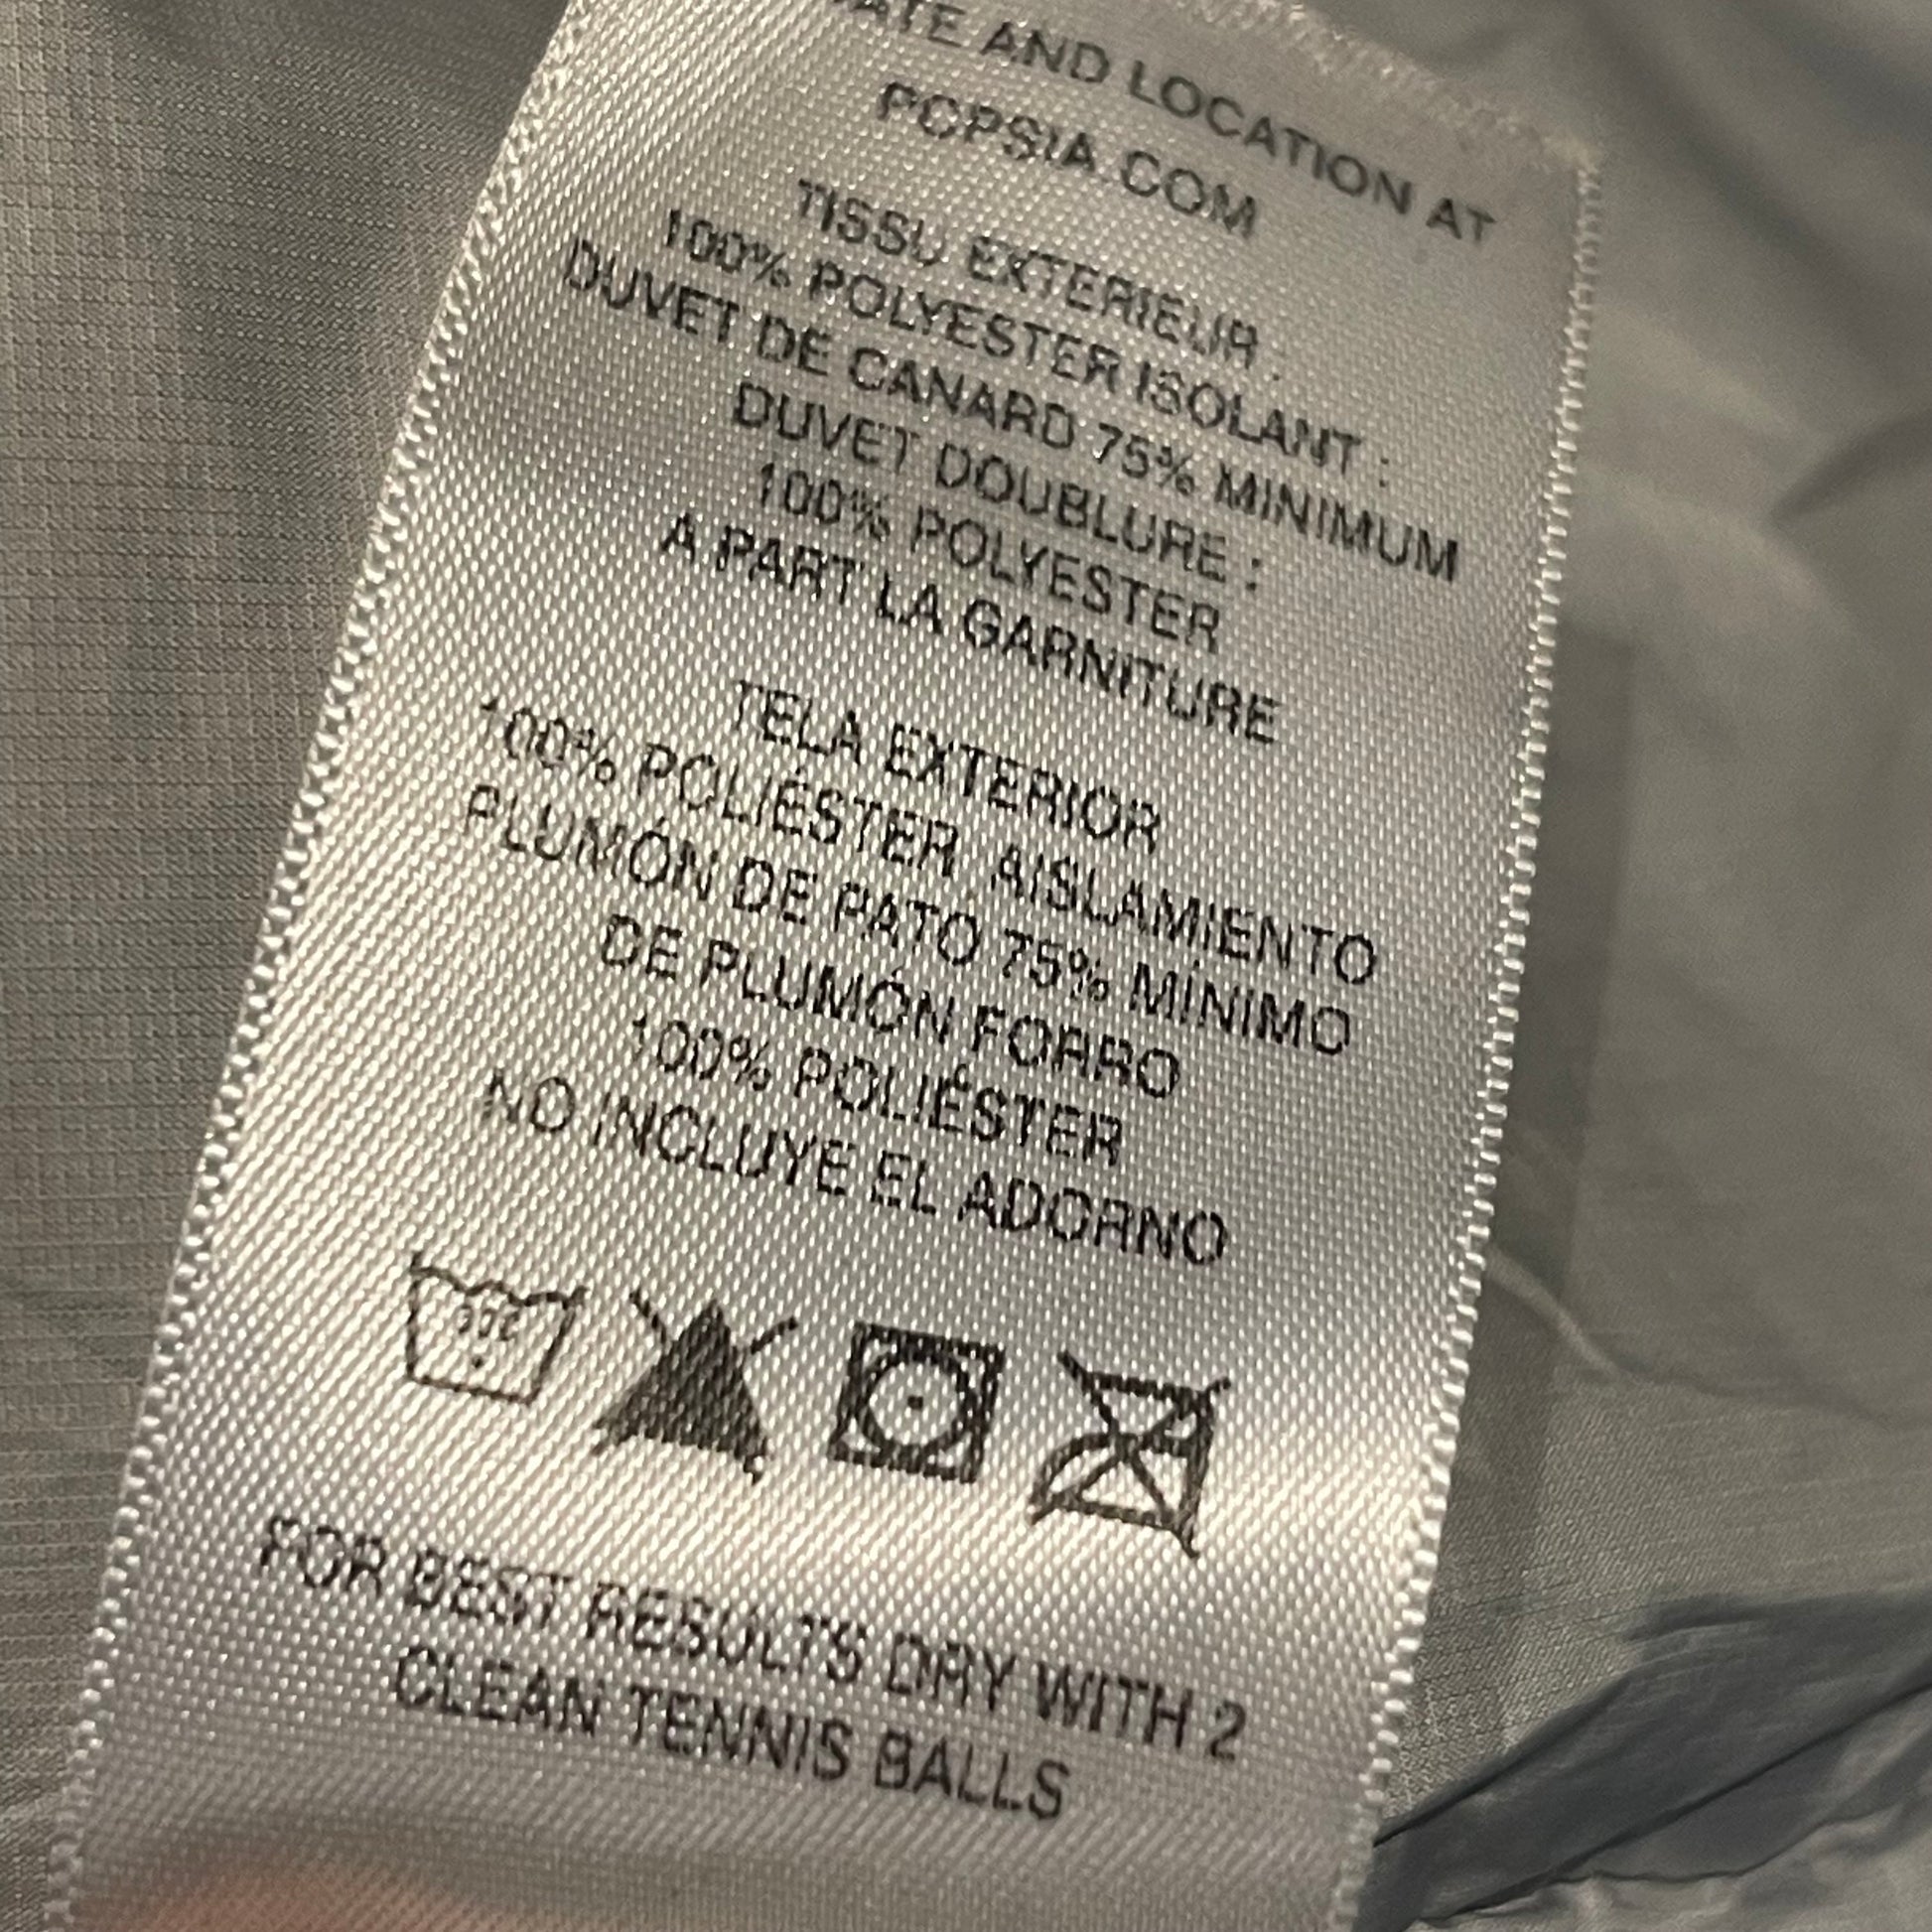 AND LOCATION AT
PCPSIA.COM
TISSU EXTERIEUR :
100% POLYESTER ISOLANT :
DUVET DE CANARD 75% MINIMUM
DUVET DOUBLURE :
100% POLYESTER
A PART LA GARNITURE
TELA EXTERIOR
100% POLIÉSTER AISLAMIENTO
PLUMÓN DE PATO 75% MÍNIMO
DE PLUMÓN FORRO
100% POLIÉSTER
NO INCLUYE EL ADORNO
FOR BEST RESULTS DRY WITH 2
CLEAN TENNIS BALLS